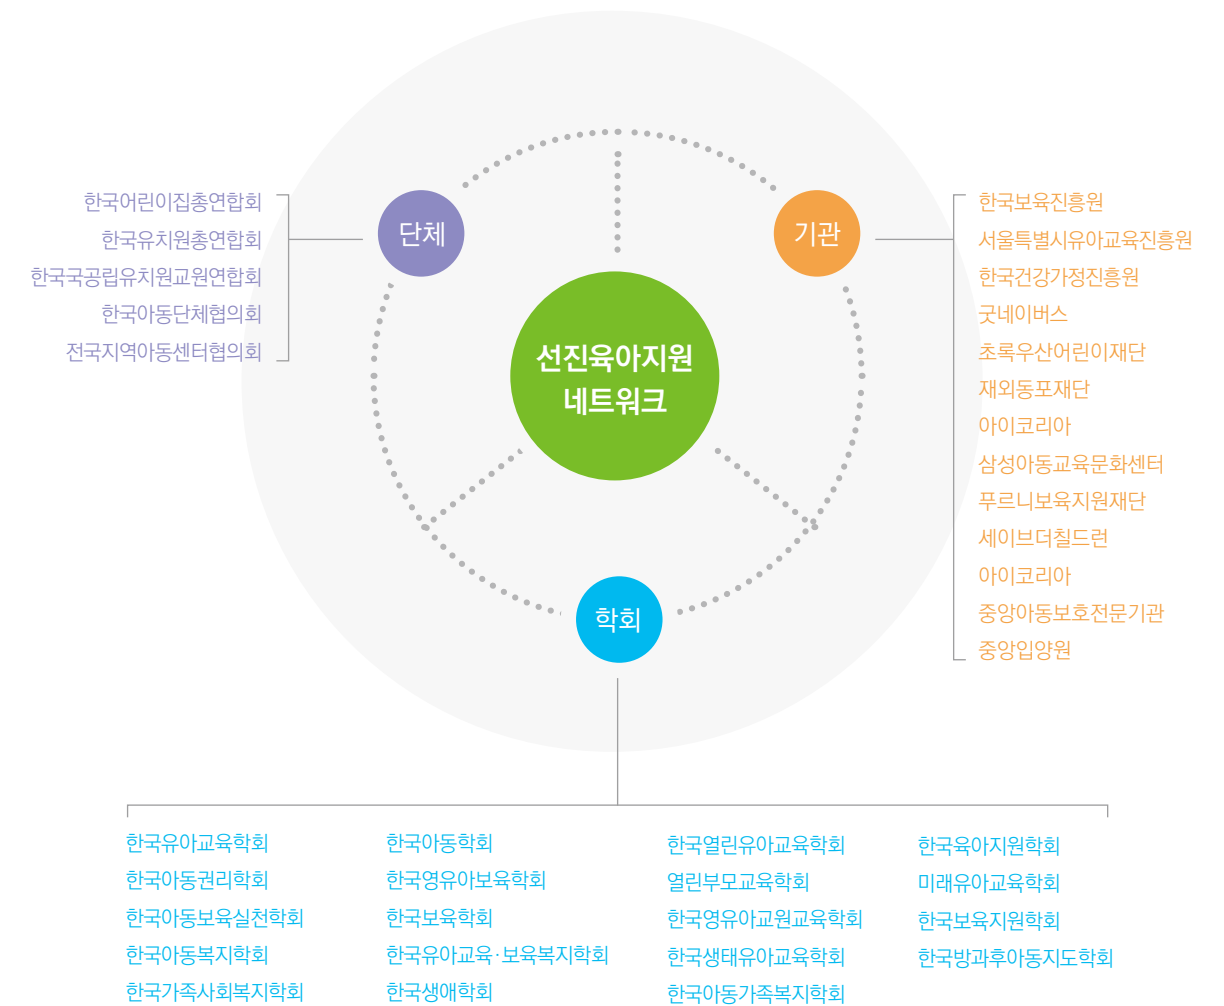 단체
기관
선진육아지원
네트워크
학회
한국어린이집총연합회
한국유치원총연합회
한국국공립유치원교원연합회
한국아동단체협의회
전국지역아동센터협의회
한국보육진흥원
서울특별시유아교육진흥원
한국건강가정진흥원
굿네이버스
초록우산어린이재단
재외동포재단
아이코리아
삼성아동교육문화센터
푸르니보육지원재단
세이브더칠드런
아이코리아
중앙아동보호전문기관
중앙입양원
한국유아교육학회
한국아동권리학회
한국아동보육실천학회
한국아동복지학회
한국가족사회복지학회
한국아동학회
한국영유아보육학회
한국보육학회
한국유아교육·보육복지학회
한국생애학회
한국열린유아교육학회
열린부모교육학회
한국영유아교원교육학회
한국생태유아교육학회
한국아동가족복지학회
한국육아지원학회
미래유아교육학회
한국보육지원학회
한국방과후아동지도학회